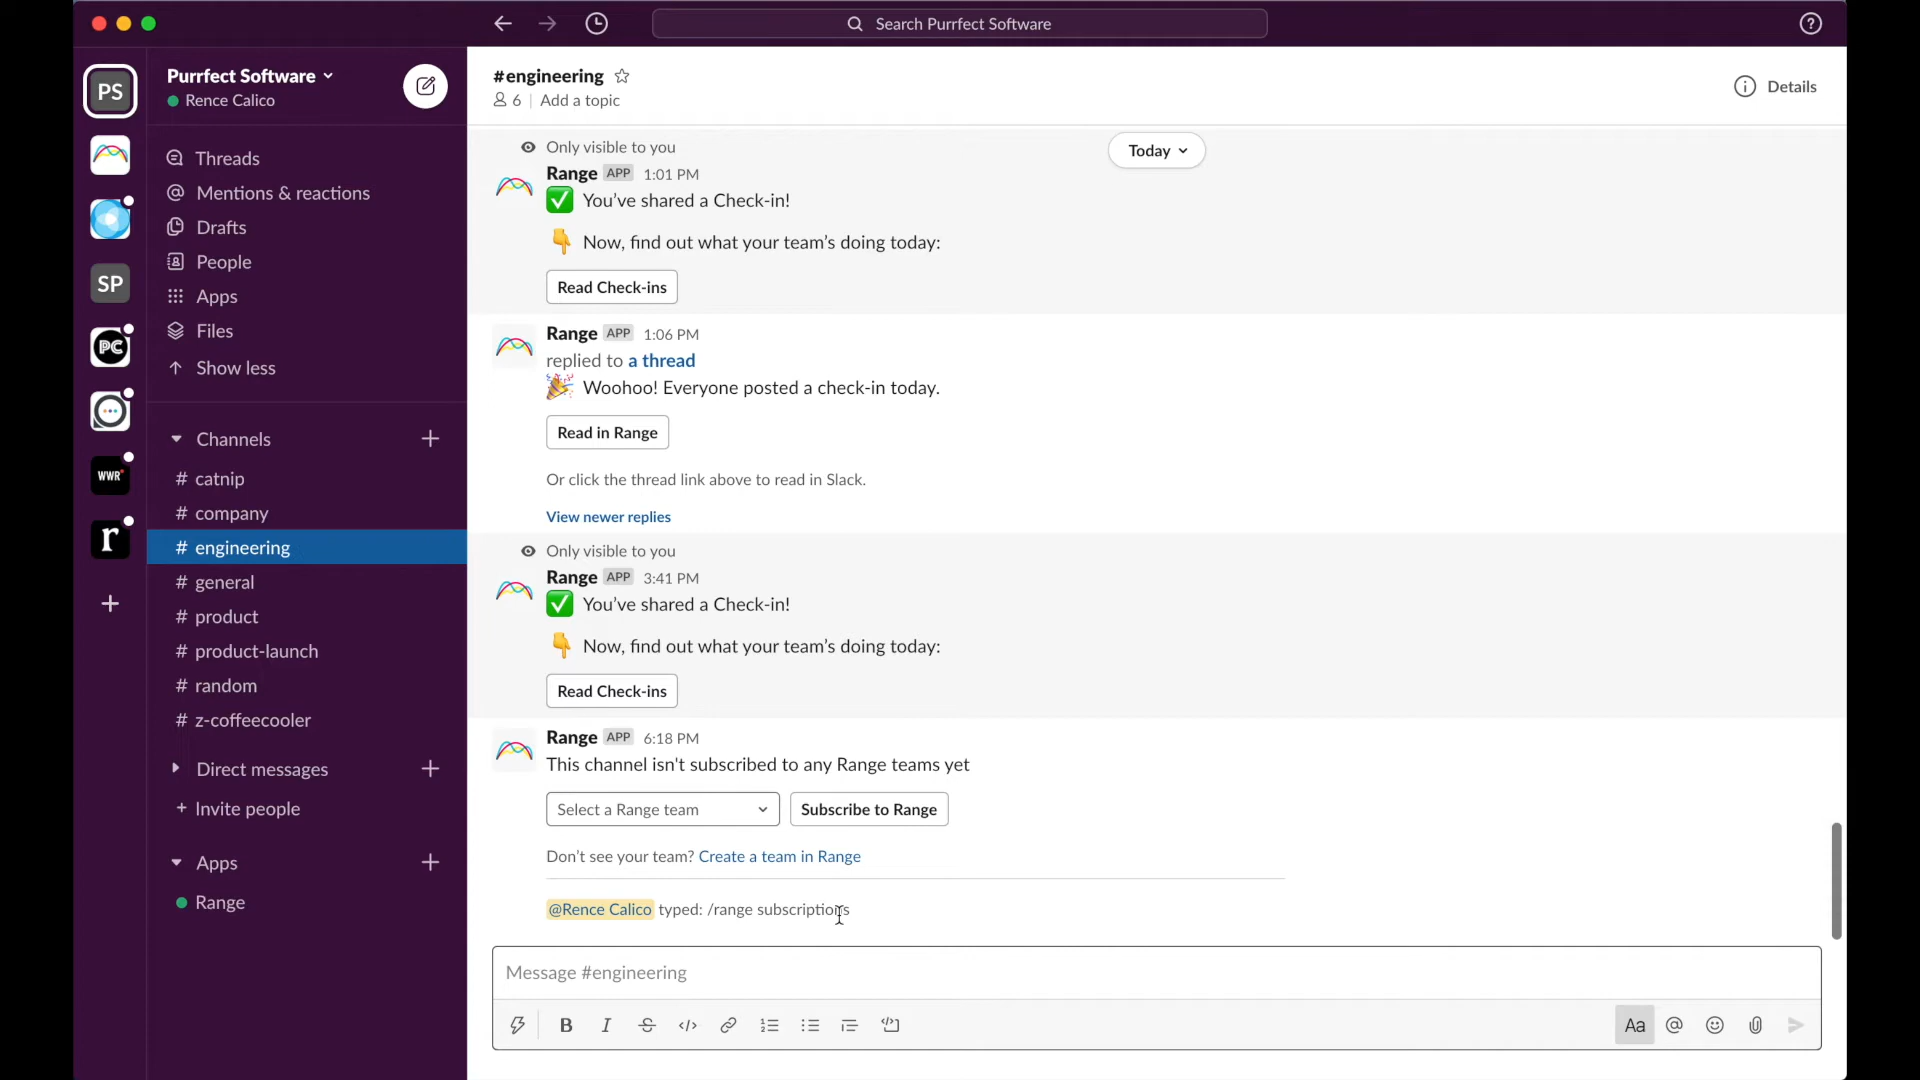 Search Purrfect Software
PS
Purrfect Software
Rence Calico
Threads
Mentions & reactions
Drafts
People
Apps
Files
Show less
Channels
# catnip
# company
# engineering
# general
# product
# product-launch
# random
# z-coffeecooler
Direct messages
+ Invite people
Apps
Range
SP
PC
WWR
r
#engineering
6 | Add a topic
Details
Today
Only visible to you
Range APP 1:01 PM
You’ve shared a Check-in!
Now, find out what your team’s doing today:
Read Check-ins
Range APP 1:06 PM
replied to a thread
Woohoo! Everyone posted a check-in today.
Read in Range
Or click the thread link above to read in Slack.
View newer replies
Only visible to you
Range APP 3:41 PM
You’ve shared a Check-in!
Now, find out what your team’s doing today:
Read Check-ins
Range APP 6:18 PM
This channel isn't subscribed to any Range teams yet
Select a Range team
Subscribe to Range
Don’t see your team? Create a team in Range
@Rence Calico typed: /range subscriptions
Message #engineering
B I S
Aa @